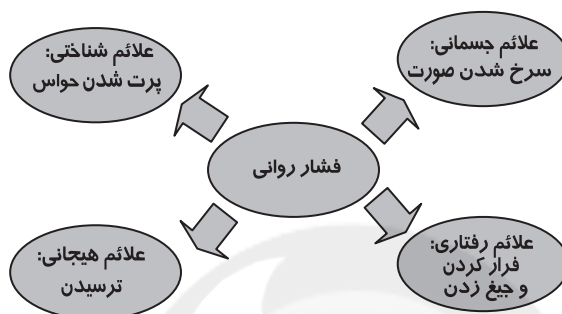 علائم جسمانی:
سرخ شدن صورت
علائم شناختی:
پرت شدن حواس
فشار روانی
علائم رفتاری:
فرار کردن
و جیغ زدن
علائم هیجانی:
ترسیدن